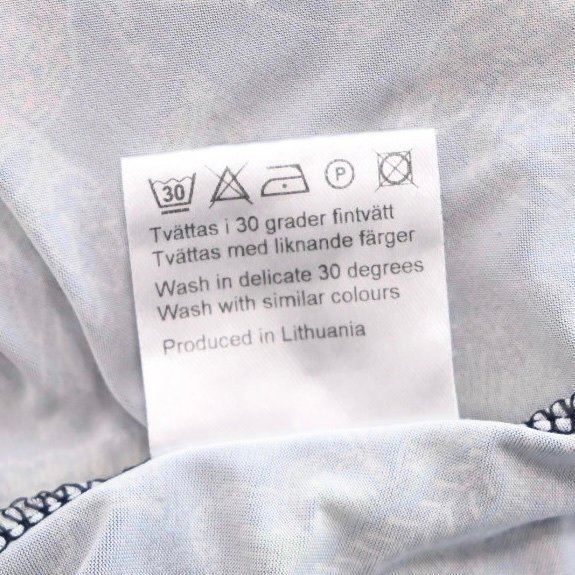 30 P
Tvättas i 30 grader fintvätt
Tvättas med liknande färger
Wash in delicate 30 degrees
Wash with similar colours
Produced in Lithuania